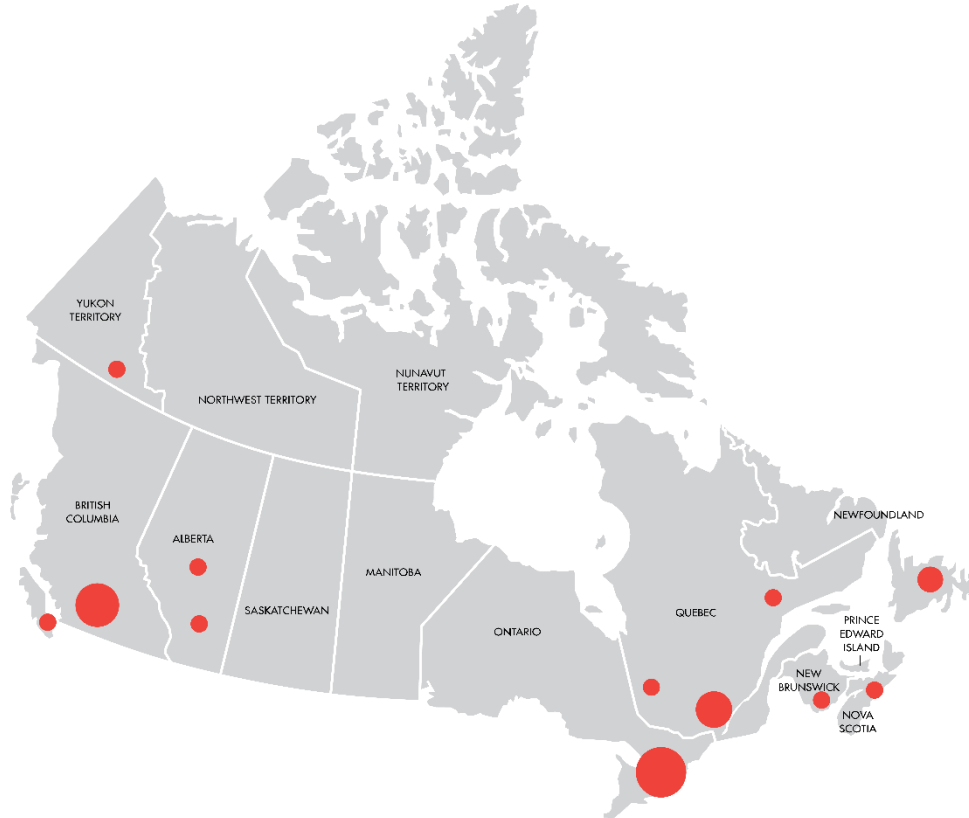 YUKON
TERRITORY
NUNAVUT
TERRITORY
NORTHWEST TERRITORY
BRITISH
COLUMBIA
NEWFOUNDLAND
ALBERTA
MANITOBA
SASKATCHEWAN
QUEBEC
ONTARIO
PRINCE
EDWARD
ISLAND
NEW
BRUNSWICK
NOVA
SCOTIA